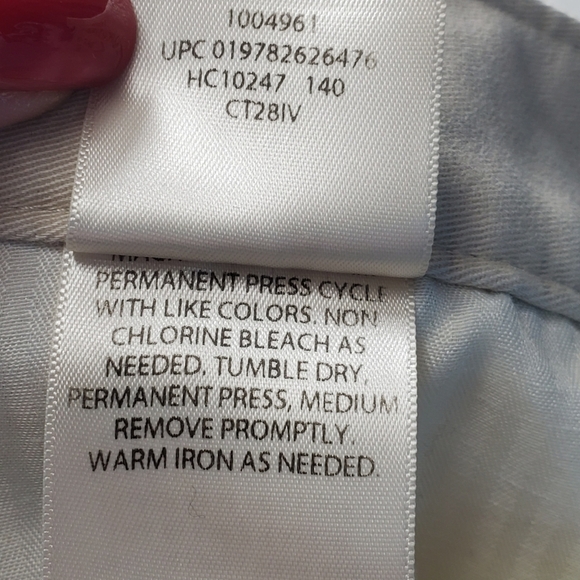 1004961
UPC 019782626476
HC10247 140
CT28IV
PERMANENT PRESS CYCLE
WITH LIKE COLORS. NON
CHLORINE BLEACH AS
NEEDED. TUMBLE DRY,
PERMANENT PRESS, MEDIUM
REMOVE PROMPTLY.
WARM IRON AS NEEDED.